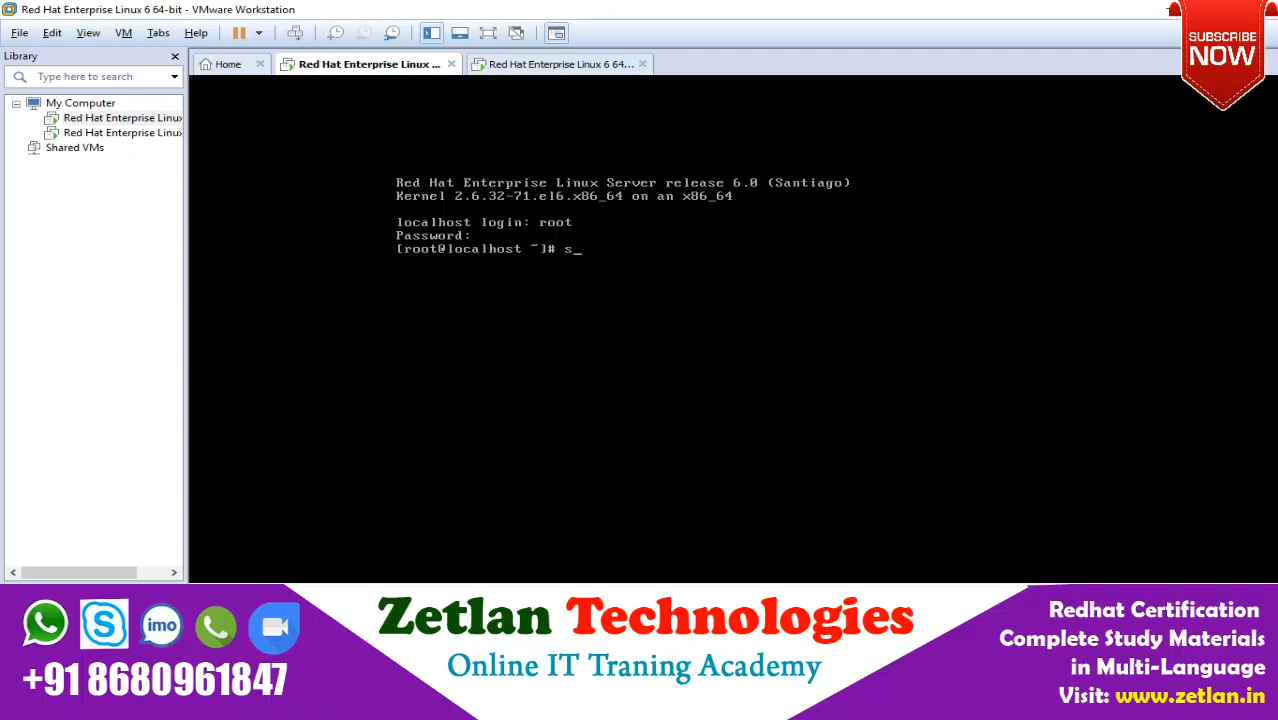 Red Hat Enterprise Linux 6 64-bit - VMware Workstation
File Edit View VM Tabs Help
Library
Type here to search
My Computer
Red Hat Enterprise Linux
Red Hat Enterprise Linux
Shared VMs
Home
Red Hat Enterprise Linux ...
Red Hat Enterprise Linux 6 64...
SUBSCRIBE
NOW
Red Hat Enterprise Linux Server release 6.0 (Santiago)
Kernel 2.6.32-71.el6.x86_64 on an x86_64
localhost login: root
Password:
[root@localhost ~]# s_
imo
+91 8680961847
Zetlan Technologies
Online IT Traning Academy
Redhat Certification
Complete Study Materials
in Multi-Language
Visit: www.zetlan.in